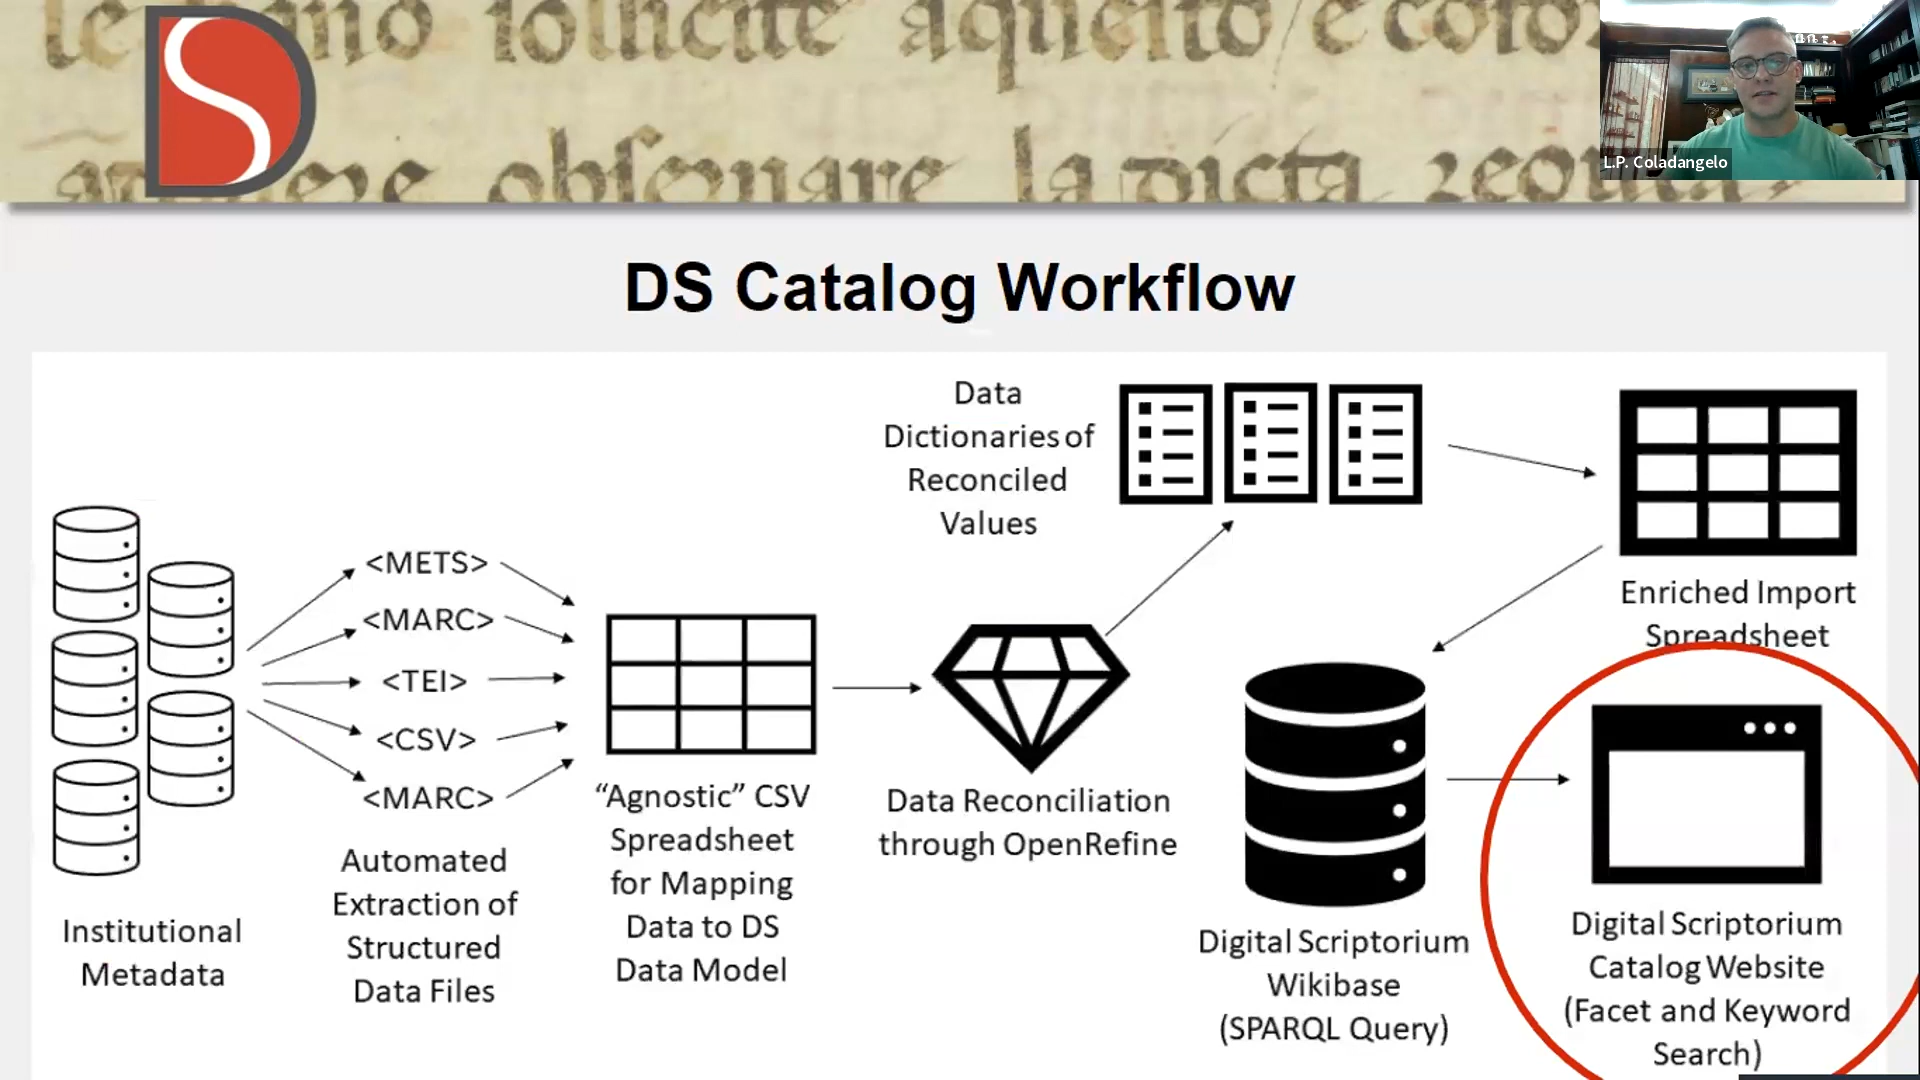 L.P. Coladangelo
DS Catalog Workflow
Data
Dictionaries of
Reconciled
Values
Enriched Import
Spreadsheet
<METS>
<MARC>
<TEI>
<CSV>
<MARC>
Institutional
Metadata
Automated
Extraction of
Structured
Data Files
“Agnostic” CSV
Spreadsheet
for Mapping
Data to DS
Data Model
Data Reconciliation
through OpenRefine
Digital Scriptorium
Wikibase
(SPARQL Query)
Digital Scriptorium
Catalog Website
(Facet and Keyword
Search)